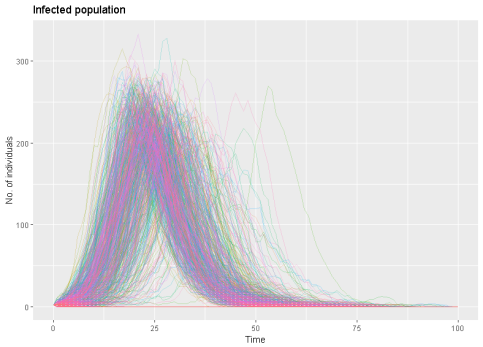 Infected population
No. of individuals
300
200
100
0
0 25 50 75 100
Time